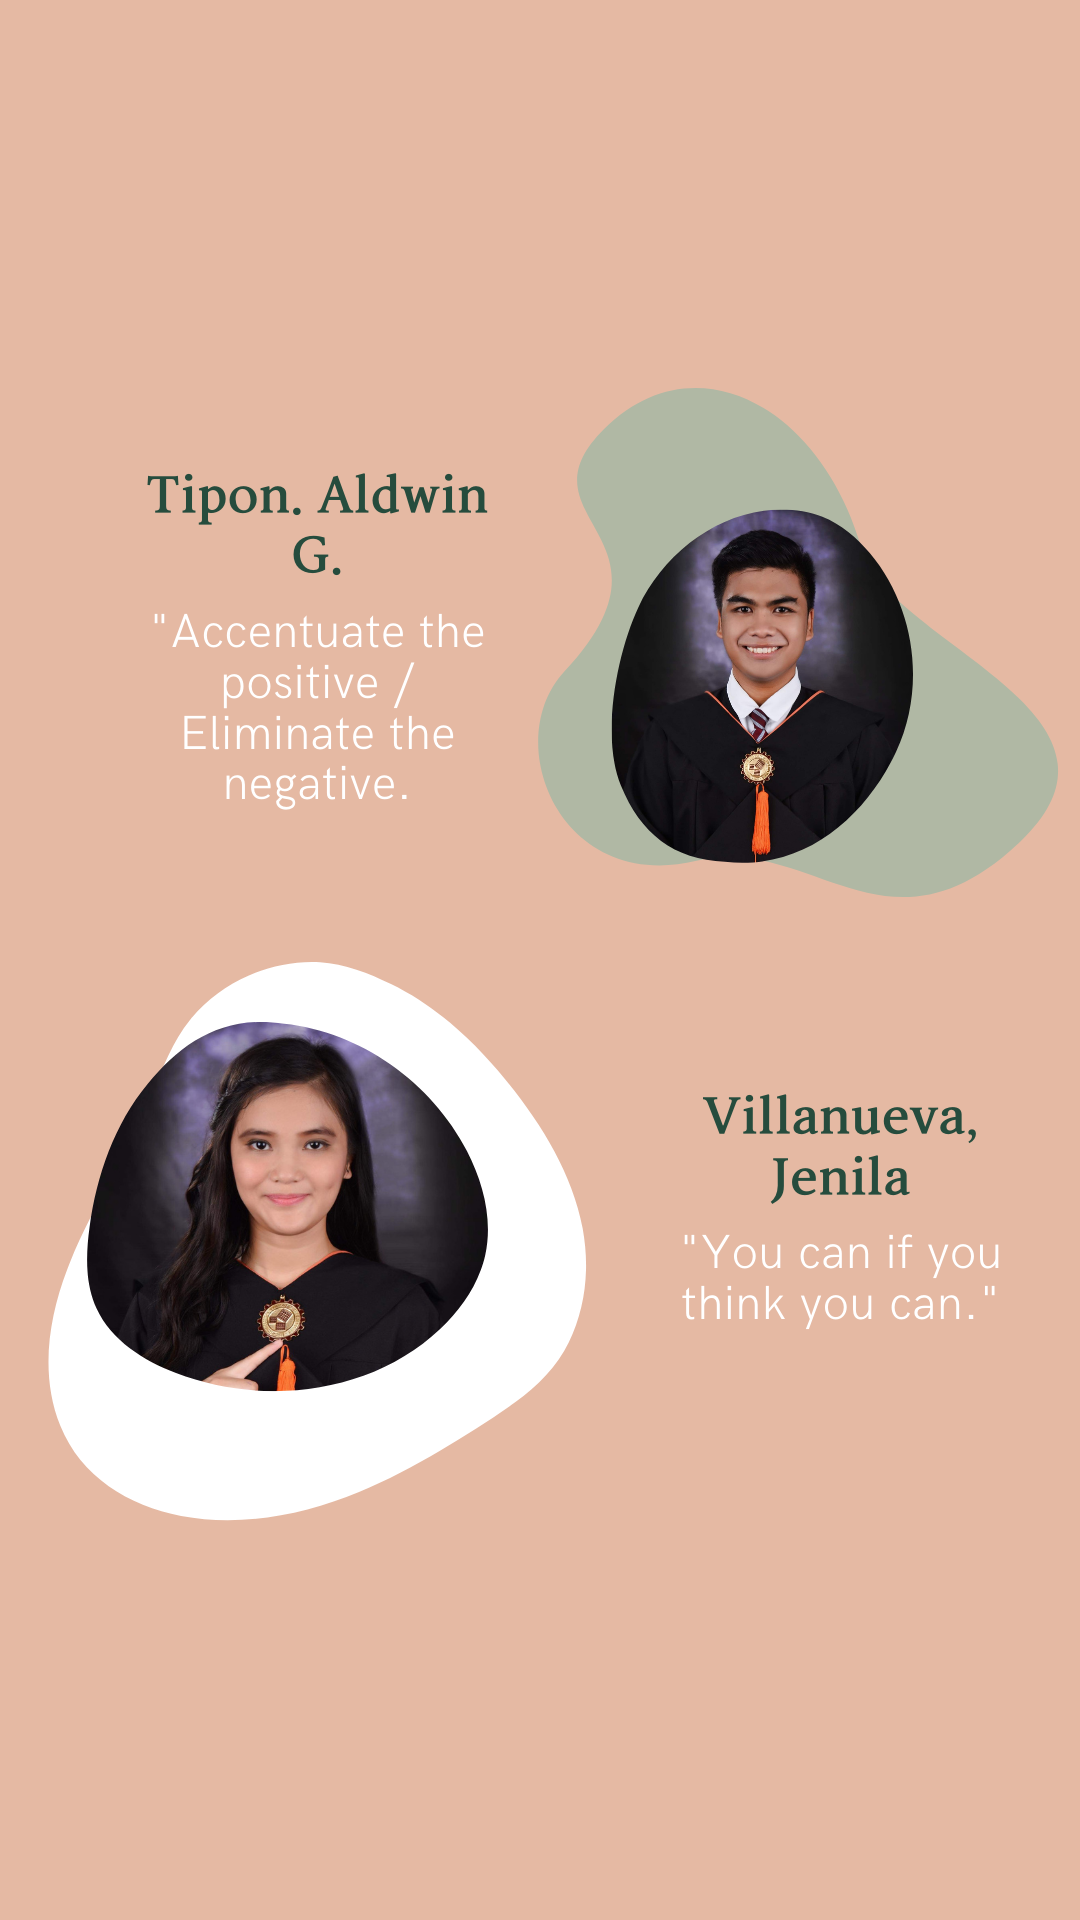 Tipon. Aldwin
G.
"Accentuate the
positive /
Eliminate the
negative.
Villanueva,
Jenila
"You can if you
think you can."